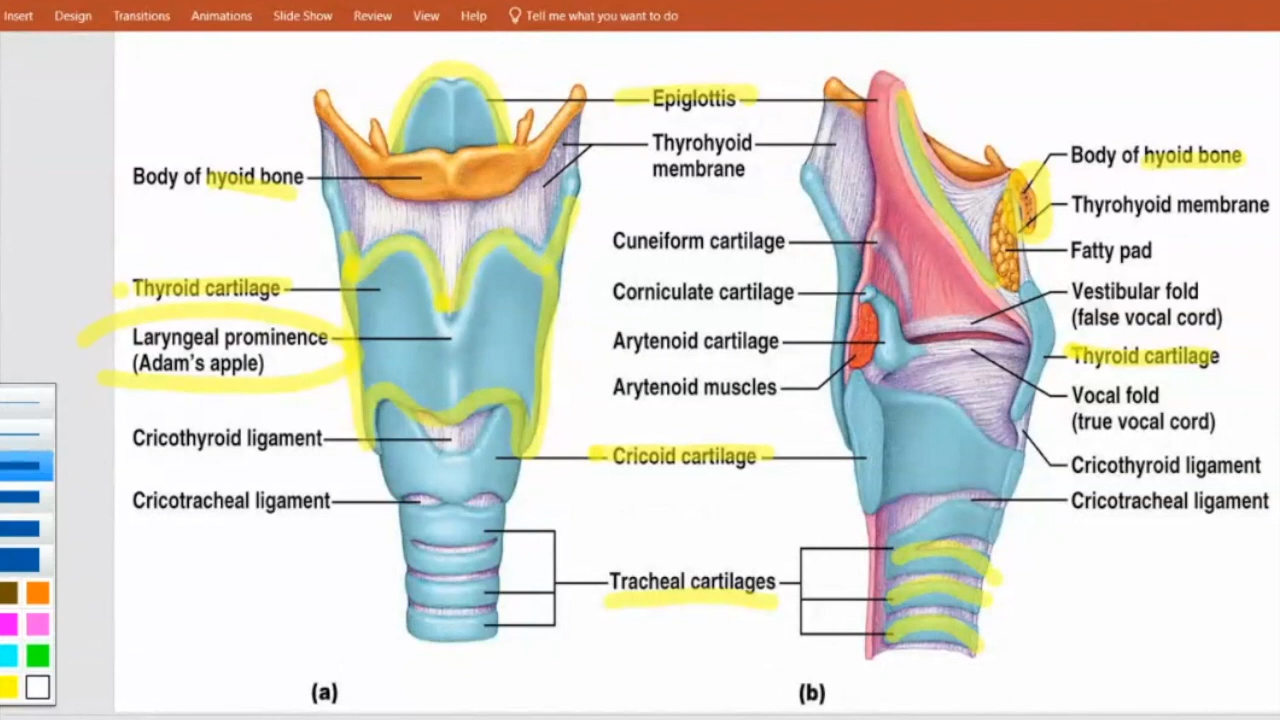 Insert Design Transitions Animations Slide Show Review View Help Tell me what you want to do
Epiglottis
Thyrohyoid
membrane
Body of hyoid bone
Body of hyoid bone
Thyrohyoid membrane
Cuneiform cartilage
Fatty pad
Thyroid cartilage
Corniculate cartilage
Vestibular fold
(false vocal cord)
Laryngeal prominence
(Adam's apple)
Arytenoid cartilage
Thyroid cartilage
Arytenoid muscles
Vocal fold
(true vocal cord)
Cricothyroid ligament
Cricoid cartilage
Cricothyroid ligament
Cricotracheal ligament
Cricotracheal ligament
Tracheal cartilages
(a)
(b)